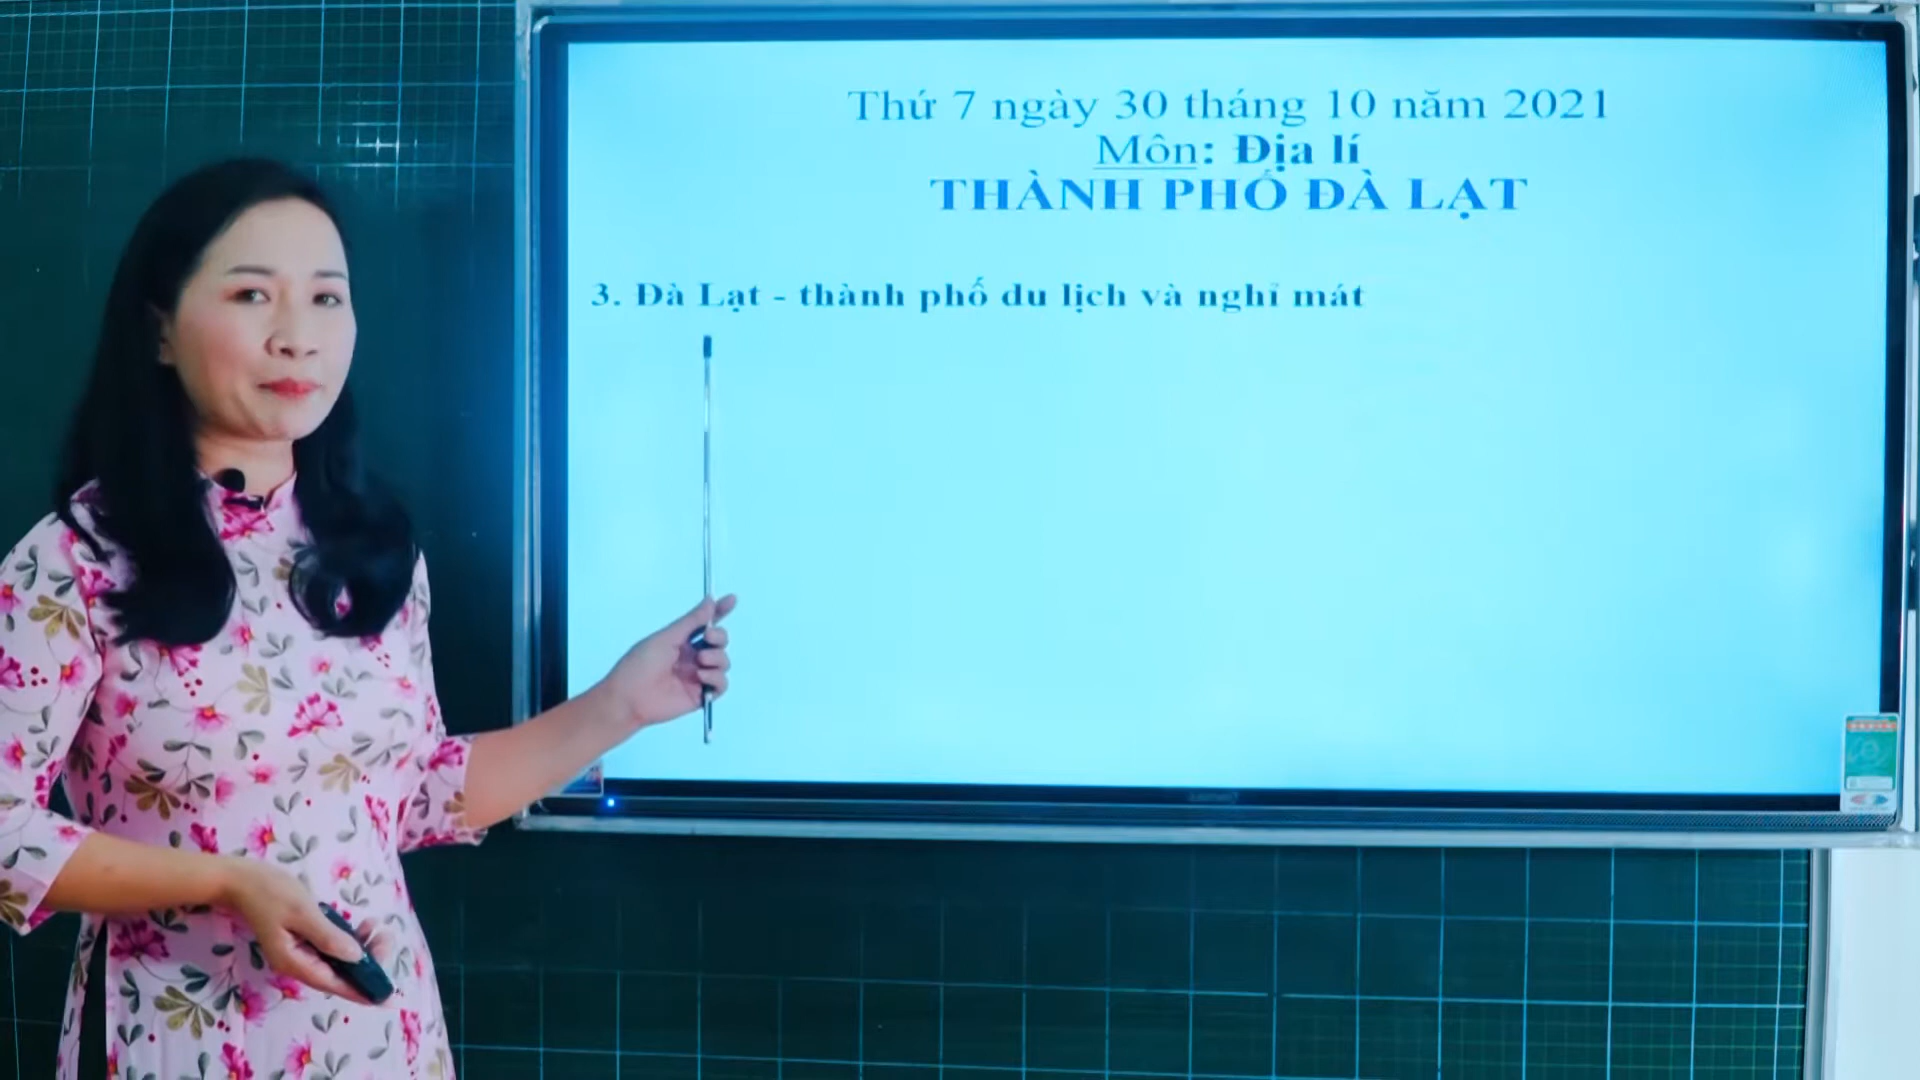 Thứ 7 ngày 30 tháng 10 năm 2021
Môn: Địa lí
THÀNH PHỐ ĐÀ LẠT
3. Đà Lạt - thành phố du lịch và nghỉ mát